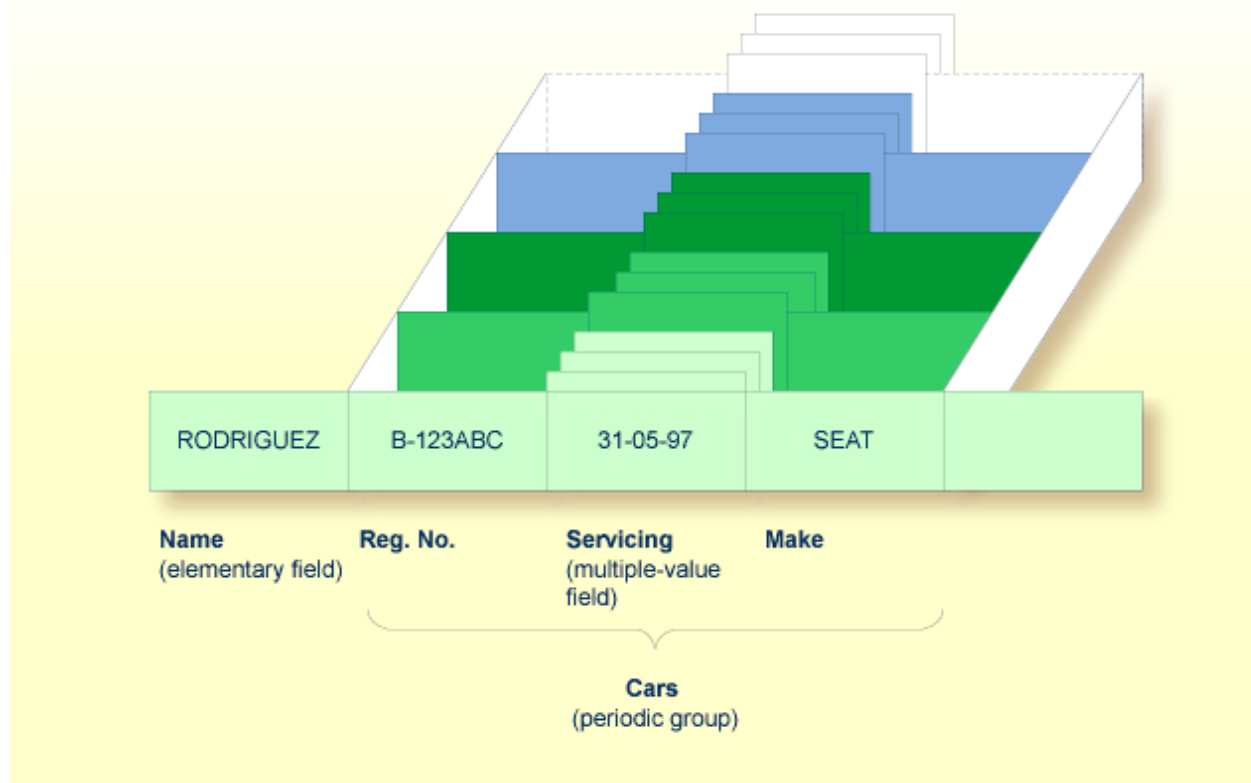 RODRIGUEZ B-123ABC 31-05-97 SEAT
Name Reg. No. Servicing Make
(elementary field) (multiple-value
field)
Cars
(periodic group)